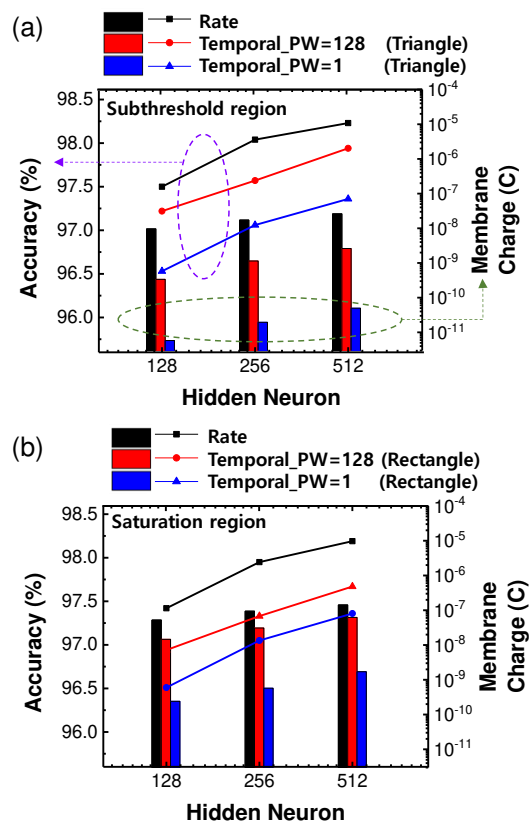 (a)
Rate
Temporal_PW=128 (Triangle)
Temporal_PW=1 (Triangle)
Subthreshold region
98.5
98.0
97.5
97.0
96.5
96.0
Accuracy (%)
10-4
10-5
10-6
10-7
10-8
10-9
10-10
10-11
Membrane
Charge (C)
128 256 512
Hidden Neuron
(b)
Rate
Temporal_PW=128 (Rectangle)
Temporal_PW=1 (Rectangle)
Saturation region
98.5
98.0
97.5
97.0
96.5
96.0
Accuracy (%)
10-4
10-5
10-6
10-7
10-8
10-9
10-10
10-11
Membrane
Charge (C)
128 256 512
Hidden Neuron